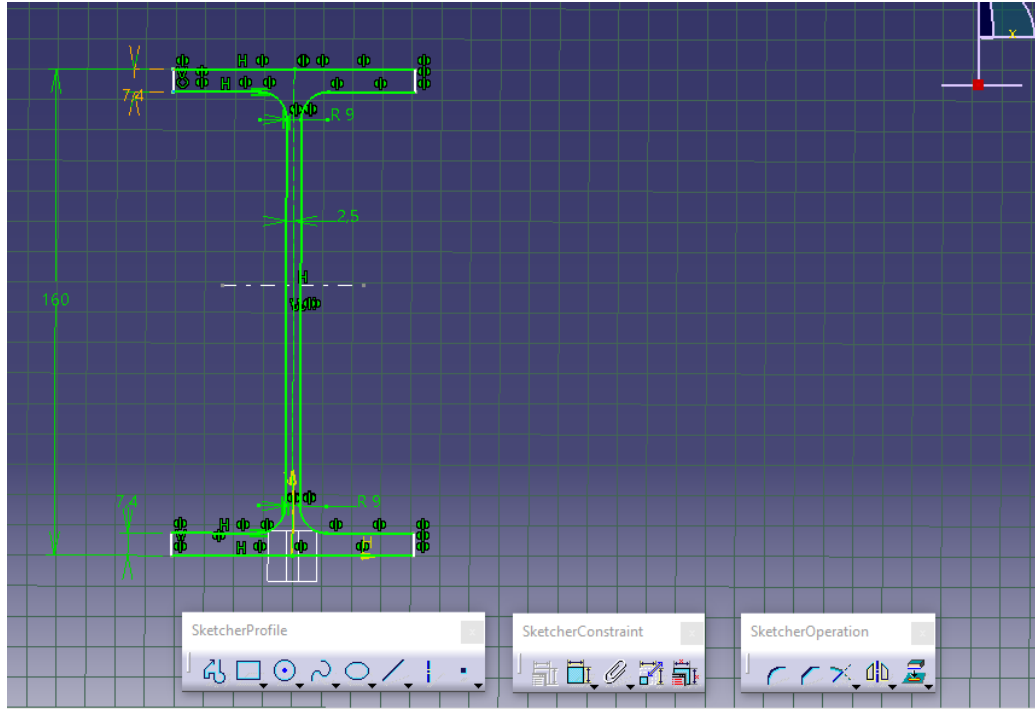 x
H
7.4
H
R 9
2.5
H
160
V
7.4
R 9
H
V
H
H
SketcherProfile
SketcherConstraint
SketcherOperation